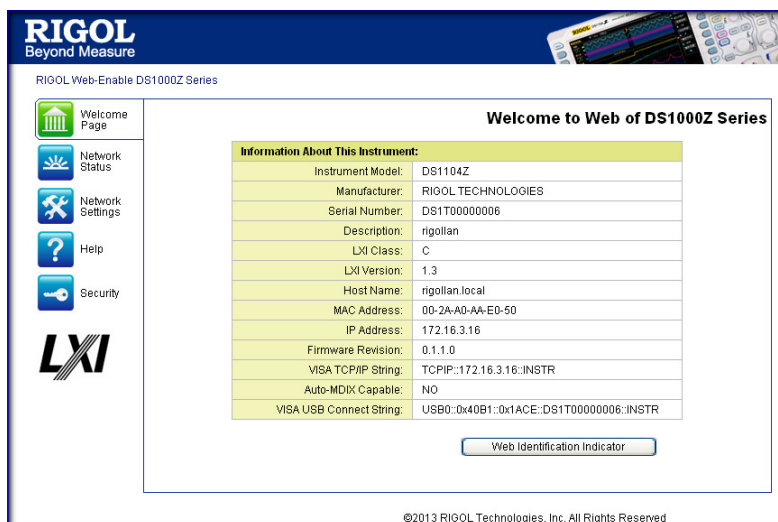 RIGOL
Beyond Measure
RIGOL
RIGOL Web-Enable DS1000Z Series
Welcome Page
Network Status
Network Settings
Help
Security
LXI
Welcome to Web of DS1000Z Series
Information About This Instrument:
Instrument Model: DS1104Z
Manufacturer: RIGOL TECHNOLOGIES
Serial Number: DS1T00000006
Description: rigollan
LXI Class: C
LXI Version: 1.3
Host Name: rigollan.local
MAC Address: 00-2A-A0-AA-E0-50
IP Address: 172.16.3.16
Firmware Revision: 0.1.1.0
VISA TCP/IP String: TCPIP::172.16.3.16::INSTR
Auto-MDIX Capable: NO
VISA USB Connect String: USB0::0x40B1::0x1ACE::DS1T00000006::INSTR
Web Identification Indicator
©2013 RIGOL Technologies, Inc. All Rights Reserved